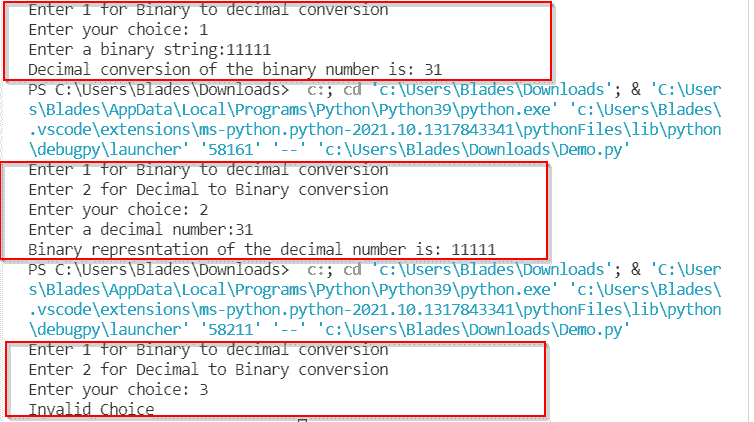 Enter 1 for Binary to decimal conversion
Enter your choice: 1
Enter a binary string:11111
Decimal conversion of the binary number is: 31
PS C:\Users\Blades\Downloads>  c:; cd 'c:\Users\Blades\Downloads'; & 'C:\User
s\Blades\AppData\Local\Programs\Python\Python39\python.exe' 'c:\Users\Blades\
.vscode\extensions\ms-python.python-2021.10.1317843341\pythonFiles\lib\python
\debugpy\launcher' '58161' '--' 'c:\Users\Blades\Downloads\Demo.py'
Enter 1 for Binary to decimal conversion
Enter 2 for Decimal to Binary conversion
Enter your choice: 2
Enter a decimal number:31
Binary represntation of the decimal number is: 11111
PS C:\Users\Blades\Downloads>  c:; cd 'c:\Users\Blades\Downloads'; & 'C:\User
s\Blades\AppData\Local\Programs\Python\Python39\python.exe' 'c:\Users\Blades\
.vscode\extensions\ms-python.python-2021.10.1317843341\pythonFiles\lib\python
\debugpy\launcher' '58211' '--' 'c:\Users\Blades\Downloads\Demo.py'
Enter 1 for Binary to decimal conversion
Enter 2 for Decimal to Binary conversion
Enter your choice: 3
Invalid Choice